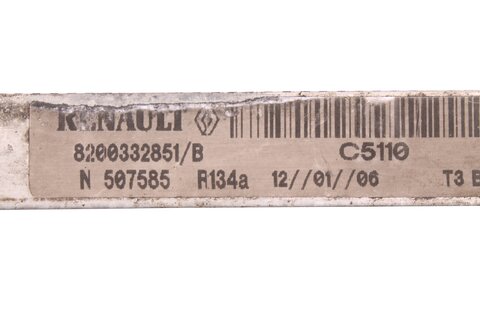 RENAULT
8200332851/B C5110
N 507585 R134a 12//01//06 T3